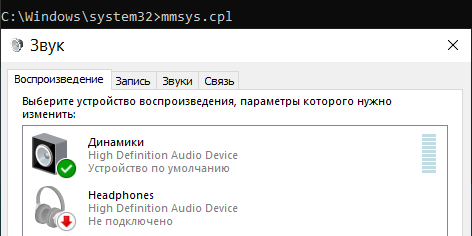 C:\Windows\system32>mmsys.cpl
Звук
Воспроизведение Запись Звуки Связь
Выберите устройство воспроизведения, параметры которого нужно
изменить:
Динамики
High Definition Audio Device
Устройство по умолчанию
Headphones
High Definition Audio Device
Не подключено